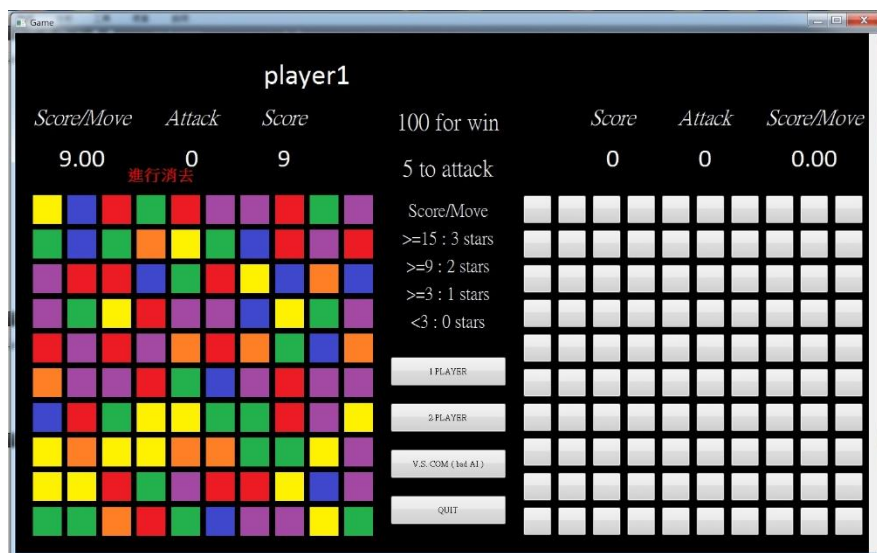 Game
player1
Score/Move Attack Score
9.00 0 9
進行消去
100 for win
5 to attack
Score/Move
>=15 : 3 stars
>=9 : 2 stars
>=3 : 1 stars
<3 : 0 stars
1 PLAYER
2 PLAYER
V.S. COM ( bad AI )
QUIT
Score Attack Score/Move
0 0 0.00